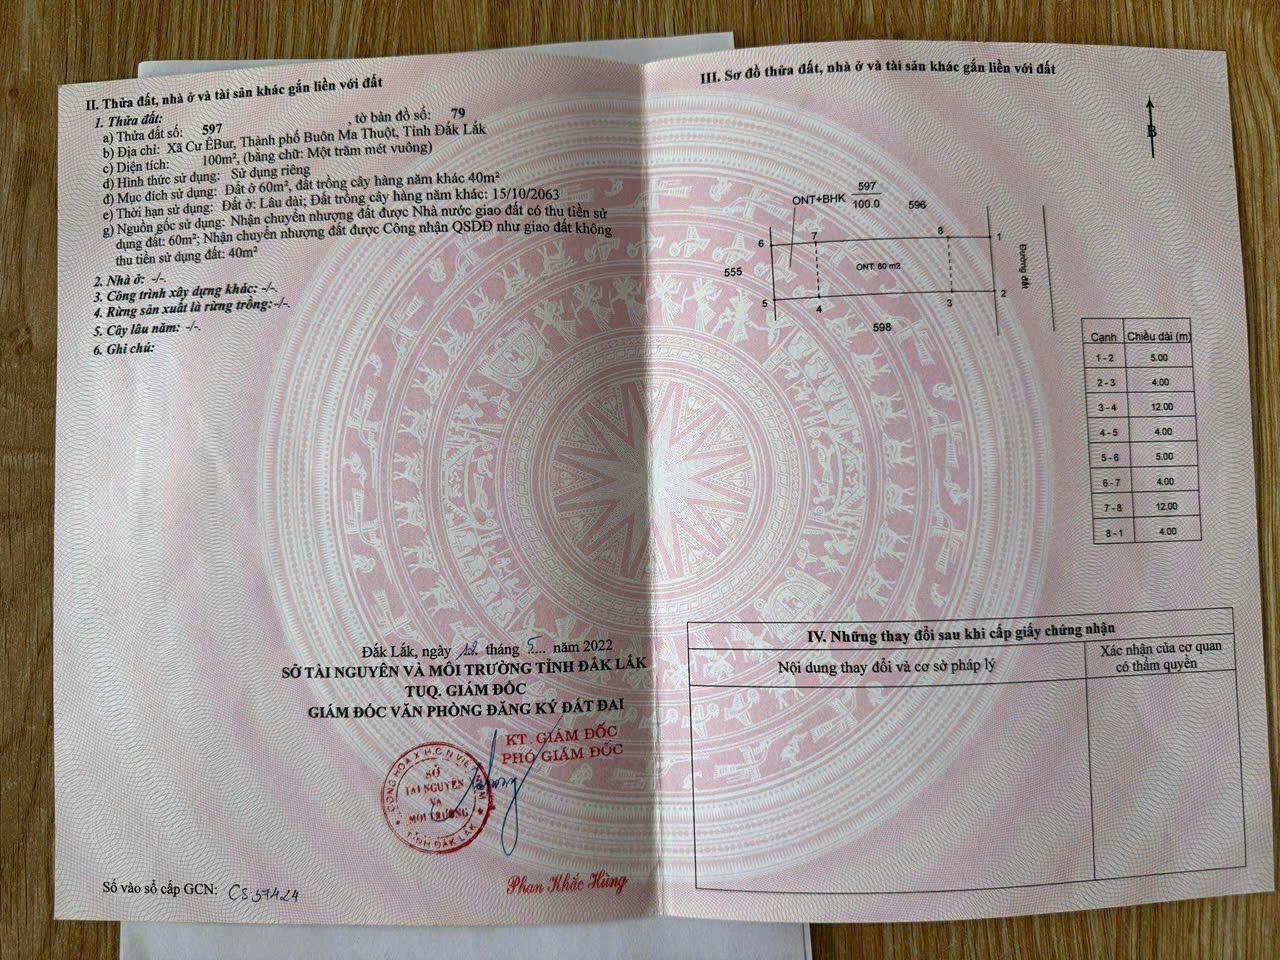 II. Thửa đất, nhà ở và tài sản khác gắn liền với đất
1. Thửa đất:
a) Thửa đất số: 597 , tờ bản đồ số: 79
b) Địa chỉ: Xã Cư ÊBur, Thành phố Buôn Ma Thuột, Tỉnh Đắk Lắk
c) Diện tích: 100m², (bằng chữ: Một trăm mét vuông)
d) Hình thức sử dụng: Sử dụng riêng
đ) Mục đích sử dụng: Đất ở 60m², đất trồng cây hàng năm khác 40m²
e) Thời hạn sử dụng: Đất ở: Lâu dài; Đất trồng cây hàng năm khác: 15/10/2063
g) Nguồn gốc sử dụng: Nhận chuyển nhượng đất được Nhà nước giao đất có thu tiền sử
dụng đất: 60m²; Nhận chuyển nhượng đất được Công nhận QSDĐ như giao đất không
thu tiền sử dụng đất: 40m²
2. Nhà ở: -/-.
3. Công trình xây dựng khác: -/-.
4. Rừng sản xuất là rừng trồng:-/-.
5. Cây lâu năm: -/-.
6. Ghi chú:
Đắk Lắk, ngày 12 tháng 5... năm 2022
SỞ TÀI NGUYÊN VÀ MÔI TRƯỜNG TỈNH ĐẮK LẮK
TUQ. GIÁM ĐỐC
GIÁM ĐỐC VĂN PHÒNG ĐĂNG KÝ ĐẤT ĐAI
KT. GIÁM ĐỐC
PHÓ GIÁM ĐỐC
CỘNG HÒA X.H.C.N VIỆT NAM
SỞ
TÀI NGUYÊN
VÀ
MÔI TRƯỜNG
TỈNH ĐẮK LẮK
Phan Khắc Hùng
Số vào sổ cấp GCN: CS 37424
III. Sơ đồ thửa đất, nhà ở và tài sản khác gắn liền với đất
B
ONT+BHK 597
100.0
596
6 7 8 1
555
ONT: 60 m2
Đường đất
5 4 3 2
598
Cạnh Chiều dài (m)
1 - 2 5.00
2 - 3 4.00
3 - 4 12.00
4 - 5 4.00
5 - 6 5.00
6 - 7 4.00
7 - 8 12.00
8 - 1 4.00
IV. Những thay đổi sau khi cấp giấy chứng nhận
Nội dung thay đổi và cơ sở pháp lý
Xác nhận của cơ quan
có thẩm quyền